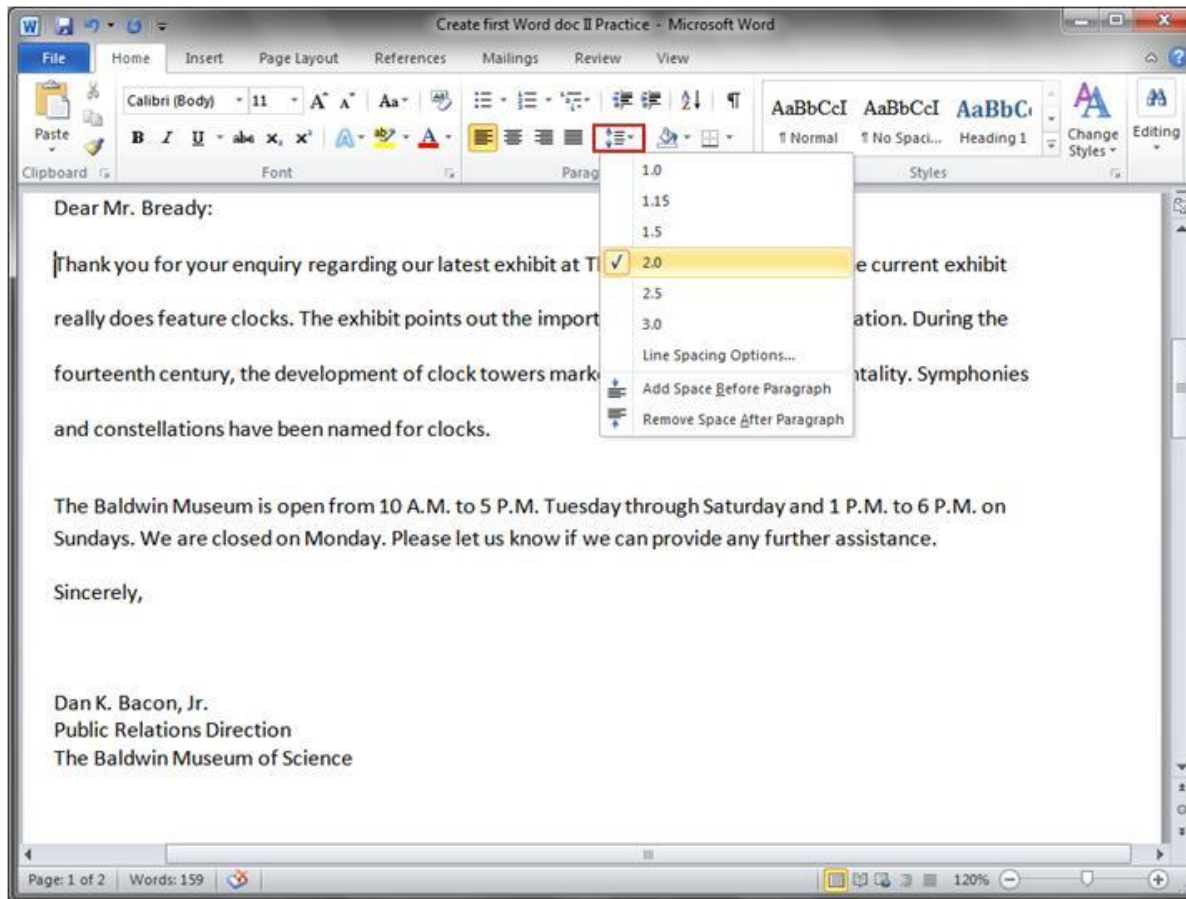 Create first Word doc II Practice - Microsoft Word
File Home Insert Page Layout References Mailings Review View
Calibri (Body) 11 A A Aa AaBbCcI AaBbCcI AaBbC
Paste B I U abc x, x² ab A ¶ Normal ¶ No Spaci... Heading 1 Change Styles Editing
Clipboard Font Parag Styles
1.0
1.15
1.5
2.0
2.5
3.0
Line Spacing Options...
Add Space Before Paragraph
Remove Space After Paragraph
Dear Mr. Bready:
Thank you for your enquiry regarding our latest exhibit at T e current exhibit
really does feature clocks. The exhibit points out the import ation. During the
fourteenth century, the development of clock towers mark tality. Symphonies
and constellations have been named for clocks.
The Baldwin Museum is open from 10 A.M. to 5 P.M. Tuesday through Saturday and 1 P.M. to 6 P.M. on
Sundays. We are closed on Monday. Please let us know if we can provide any further assistance.
Sincerely,
Dan K. Bacon, Jr.
Public Relations Direction
The Baldwin Museum of Science
Page: 1 of 2 Words: 159 120%